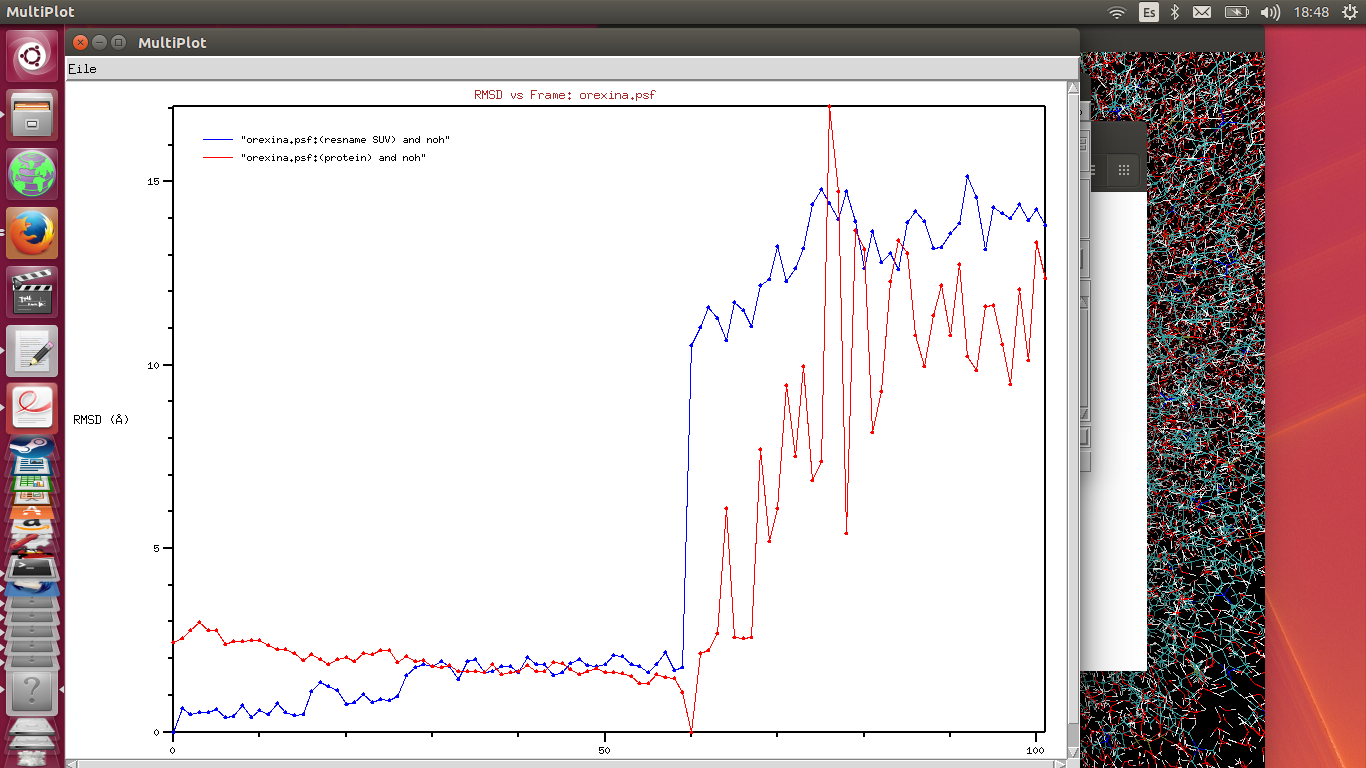 MultiPlot
Es
18:48
MultiPlot
File
RMSD vs Frame: orexina.psf
"orexina.psf:(resname SUV) and noh"
"orexina.psf:(protein) and noh"
15
10
RMSD (Å)
5
0
0
50
100